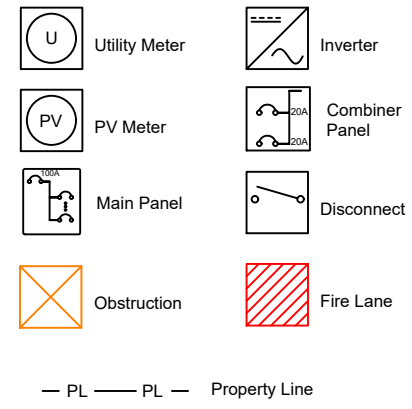 U Utility Meter
Inverter
PV PV Meter
20A
20A
Combiner
Panel
100A
Main Panel
Disconnect
Obstruction
Fire Lane
PL PL Property Line